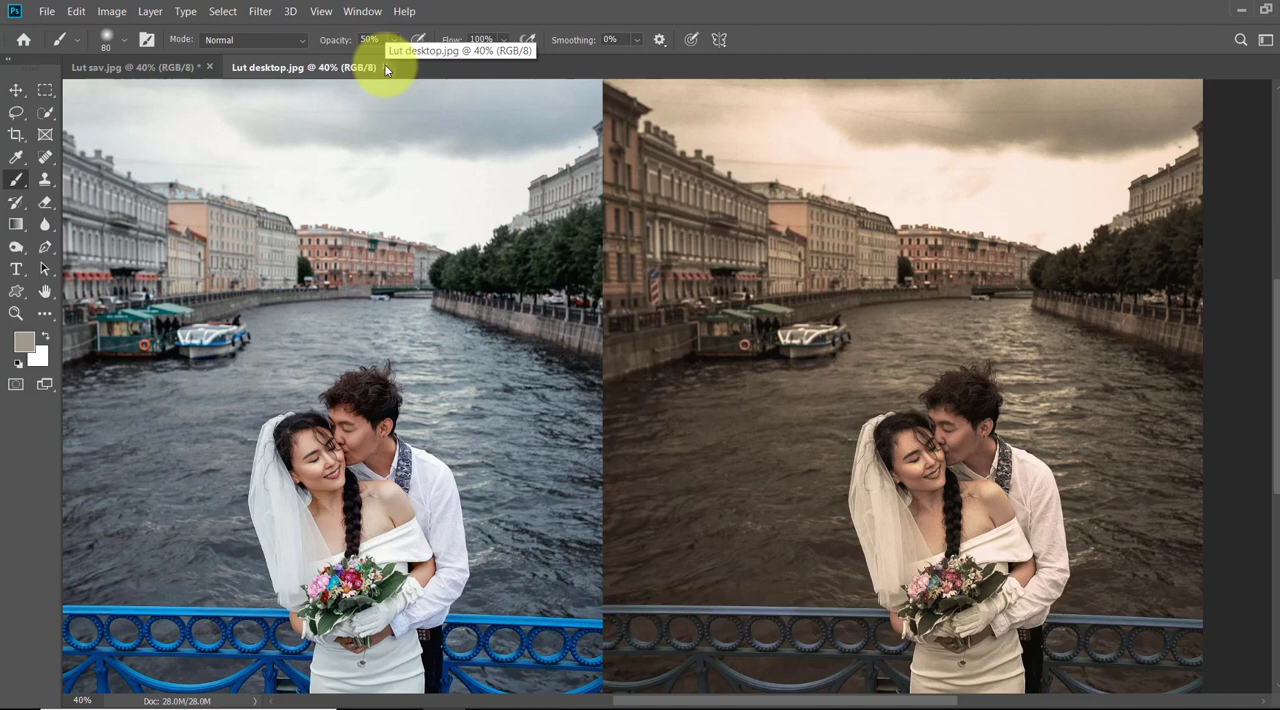 Ps File Edit Image Layer Type Select Filter 3D View Window Help
80 Mode: Normal Opacity: 50% Flow: 100% Smoothing: 0%
Lut desktop.jpg @ 40% (RGB/8)
Lut sav.jpg @ 40% (RGB/8) * × Lut desktop.jpg @ 40% (RGB/8)
40% Doc: 28.0M/28.0M